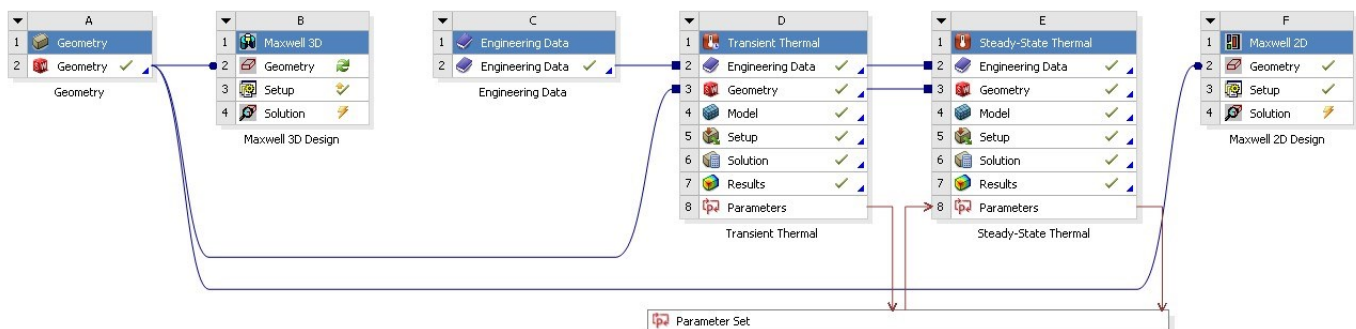 A
1 Geometry
2 Geometry
Geometry
B
1 Maxwell 3D
2 Geometry
3 Setup
4 Solution
Maxwell 3D Design
C
1 Engineering Data
2 Engineering Data
Engineering Data
D
1 Transient Thermal
2 Engineering Data
3 Geometry
4 Model
5 Setup
6 Solution
7 Results
8 Parameters
Transient Thermal
E
1 Steady-State Thermal
2 Engineering Data
3 Geometry
4 Model
5 Setup
6 Solution
7 Results
8 Parameters
Steady-State Thermal
F
1 Maxwell 2D
2 Geometry
3 Setup
4 Solution
Maxwell 2D Design
Parameter Set